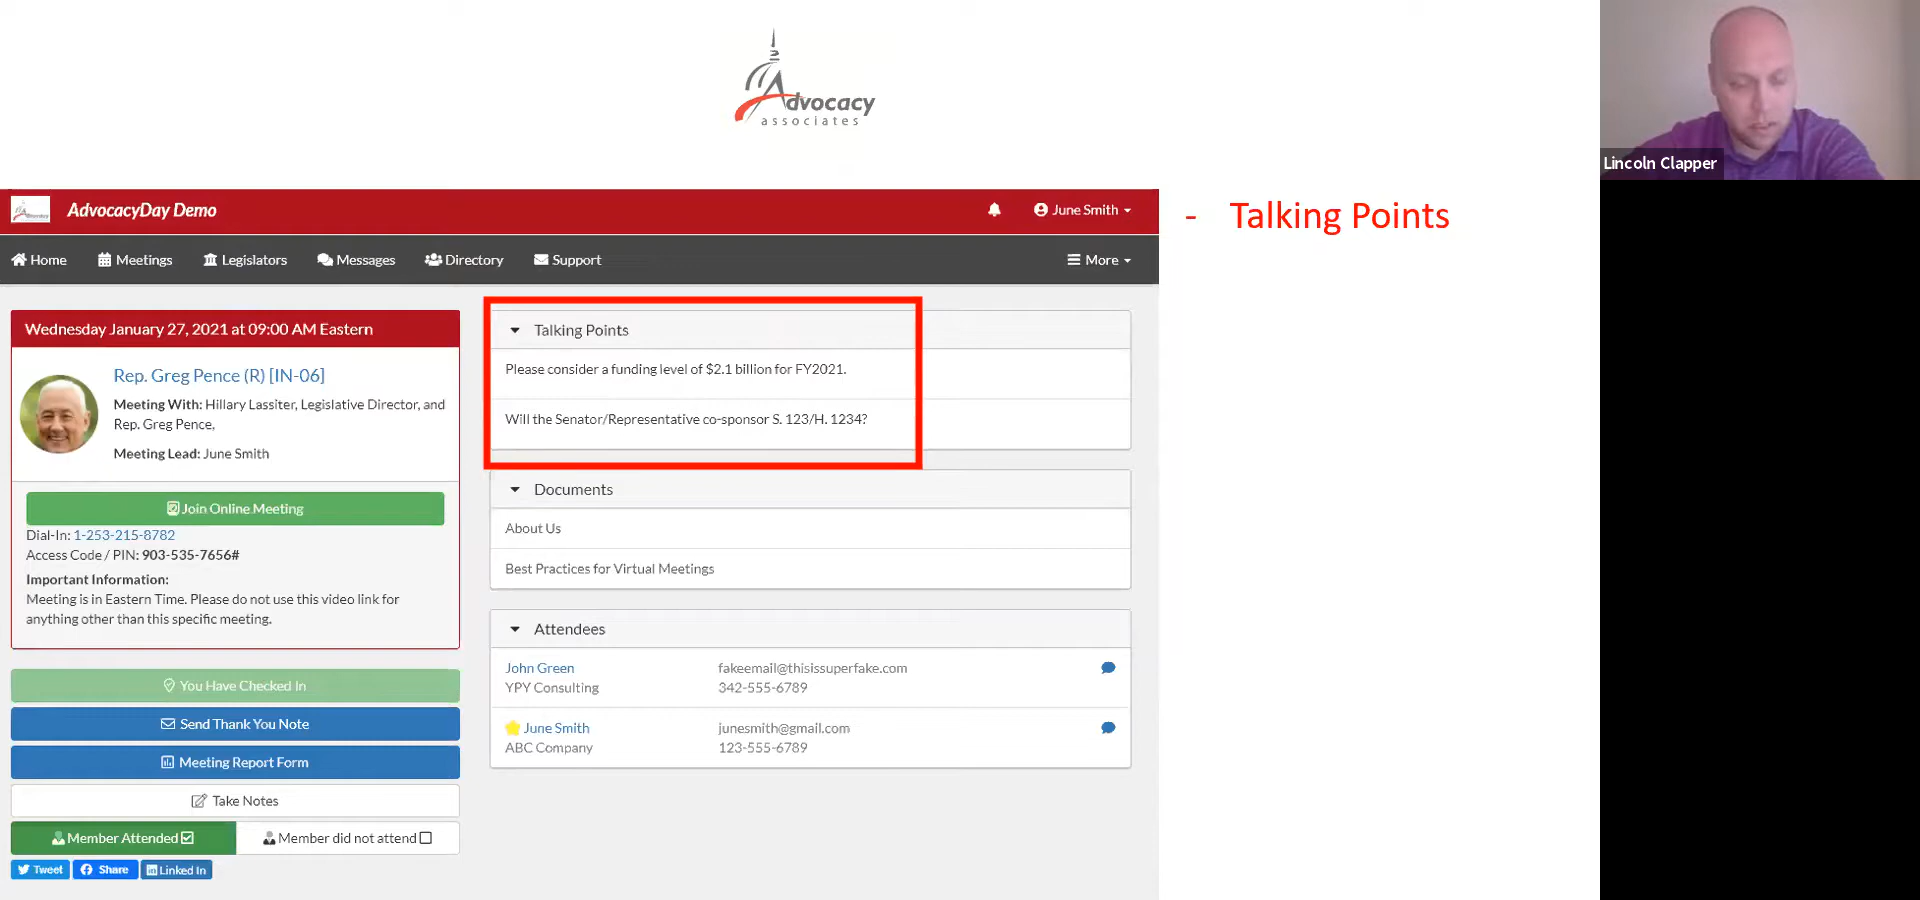 Advocacy
associates
Lincoln Clapper
AdvocacyDay Demo
June Smith
Home
Meetings
Legislators
Messages
Directory
Support
More
- Talking Points
Wednesday January 27, 2021 at 09:00 AM Eastern
Rep. Greg Pence (R) [IN-06]
Meeting With: Hillary Lassiter, Legislative Director, and
Rep. Greg Pence,
Meeting Lead: June Smith
Join Online Meeting
Dial-In: 1-253-215-8782
Access Code / PIN: 903-535-7656#
Important Information:
Meeting is in Eastern Time. Please do not use this video link for
anything other than this specific meeting.
You Have Checked In
Send Thank You Note
Meeting Report Form
Take Notes
Member Attended
Member did not attend
Tweet
Share
Linked In
Talking Points
Please consider a funding level of $2.1 billion for FY2021.
Will the Senator/Representative co-sponsor S. 123/H. 1234?
Documents
About Us
Best Practices for Virtual Meetings
Attendees
John Green
fakeemail@thisissuperfake.com
YPY Consulting
342-555-6789
June Smith
junesmith@gmail.com
ABC Company
123-555-6789